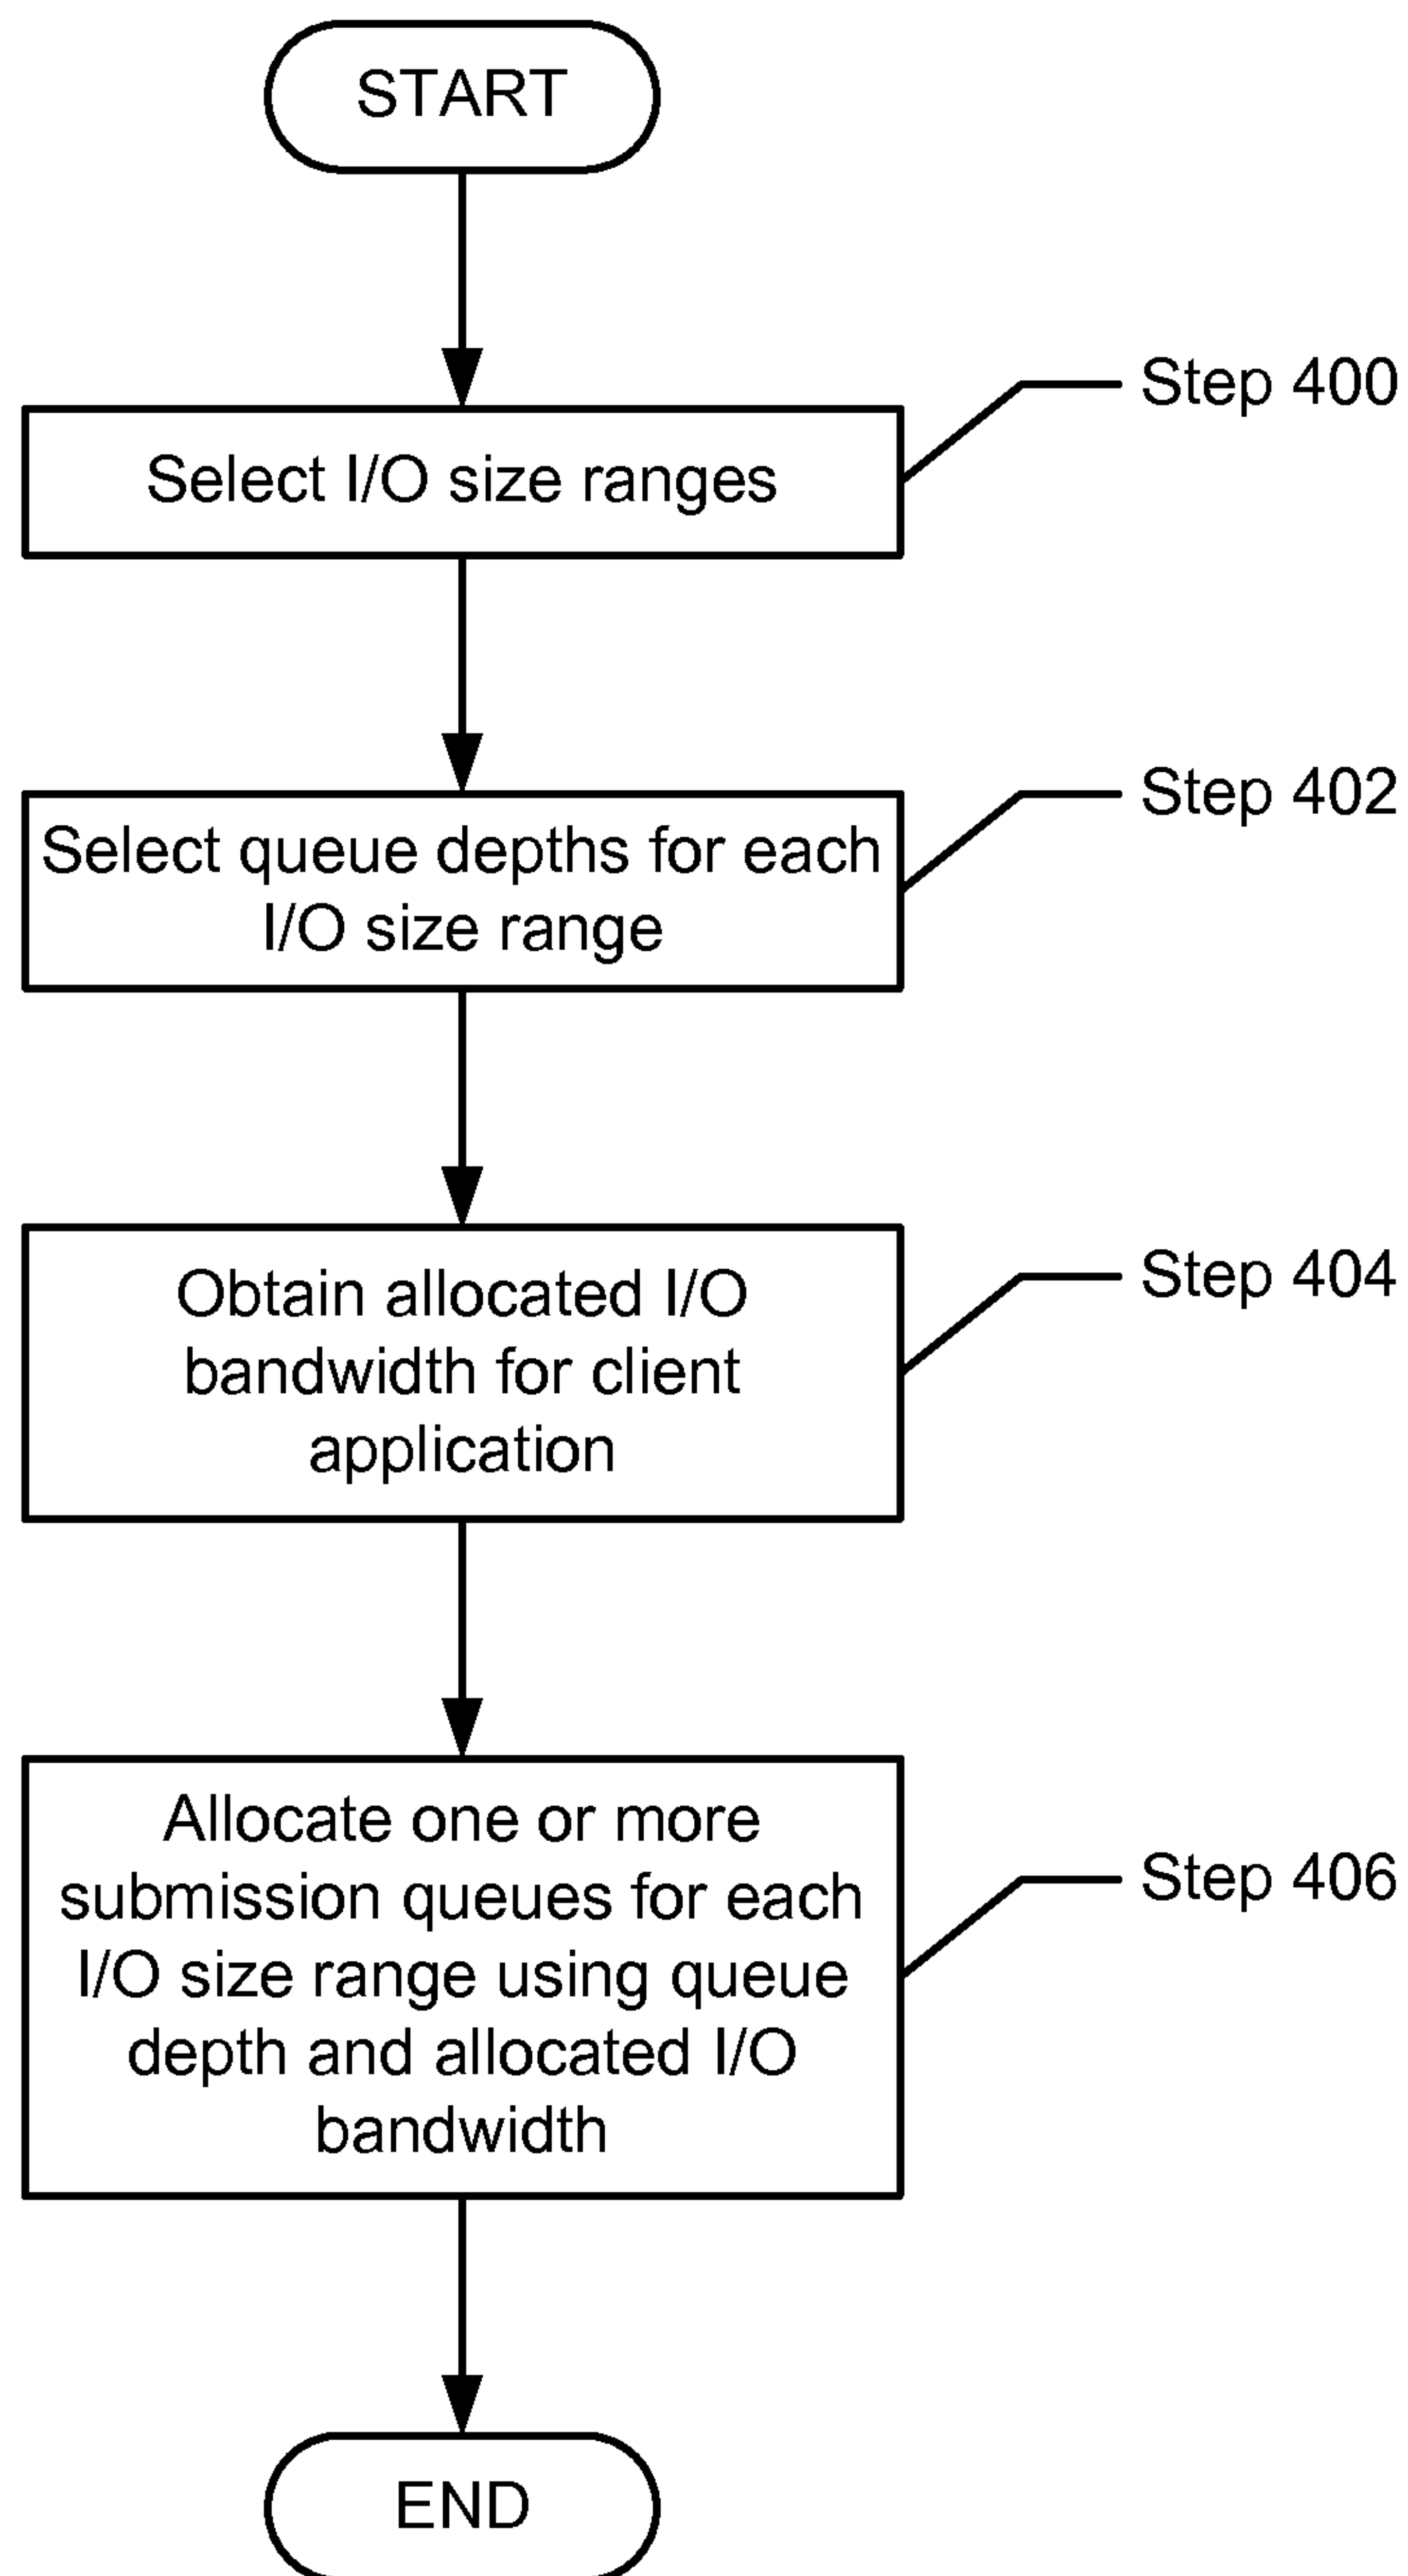 START
Step 400
Select I/O size ranges
Step 402
Select queue depths for each
I/O size range
Step 404
Obtain allocated I/O
bandwidth for client
application
Step 406
Allocate one or more
submission queues for each
I/O size range using queue
depth and allocated I/O
bandwidth
END